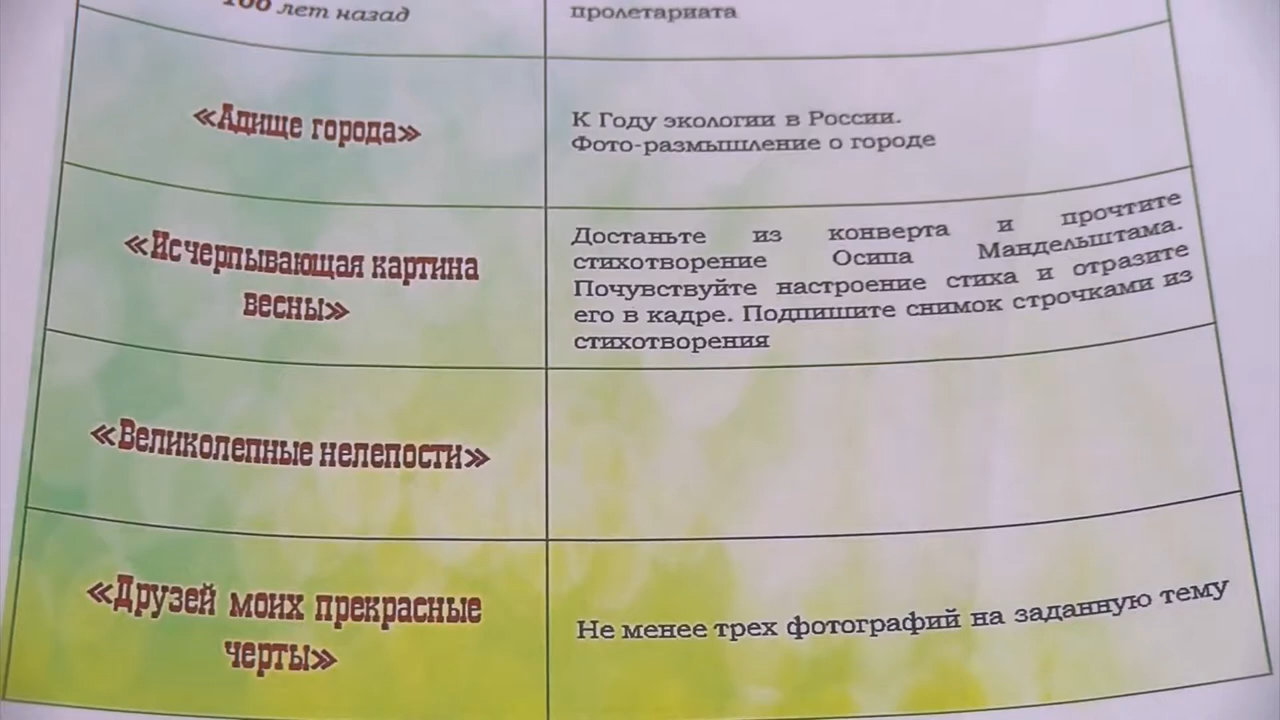 100 лет назад
пролетариата
«Адище города»
К Году экологии в России.
Фото-размышление о городе
«Исчерпывающая картина
весны»
Достаньте из конверта и прочтите
стихотворение Осипа Мандельштама.
Почувствуйте настроение стиха и отразите
его в кадре. Подпишите снимок строчками из
стихотворения
«Великолепные нелепости»
«Друзей моих прекрасные
черты»
Не менее трех фотографий на заданную тему